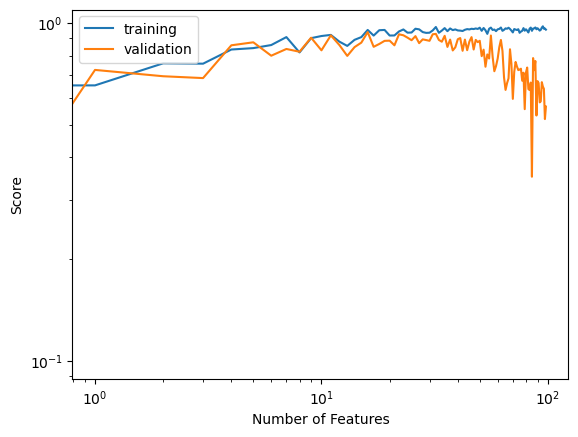 training
validation
Score
10⁰
10⁻¹
10⁰
10¹
10²
Number of Features